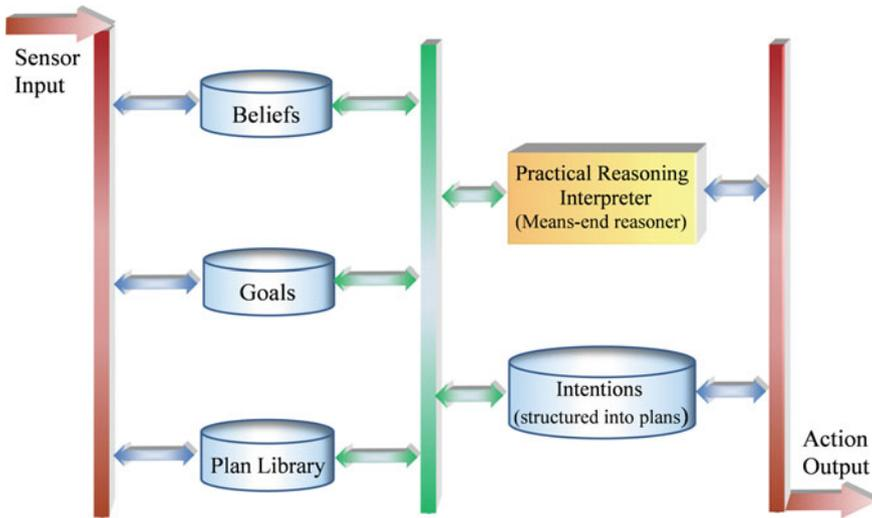 Sensor
Input
Beliefs
Practical Reasoning
Interpreter
(Means-end reasoner)
Goals
Intentions
(structured into plans)
Plan Library
Action
Output